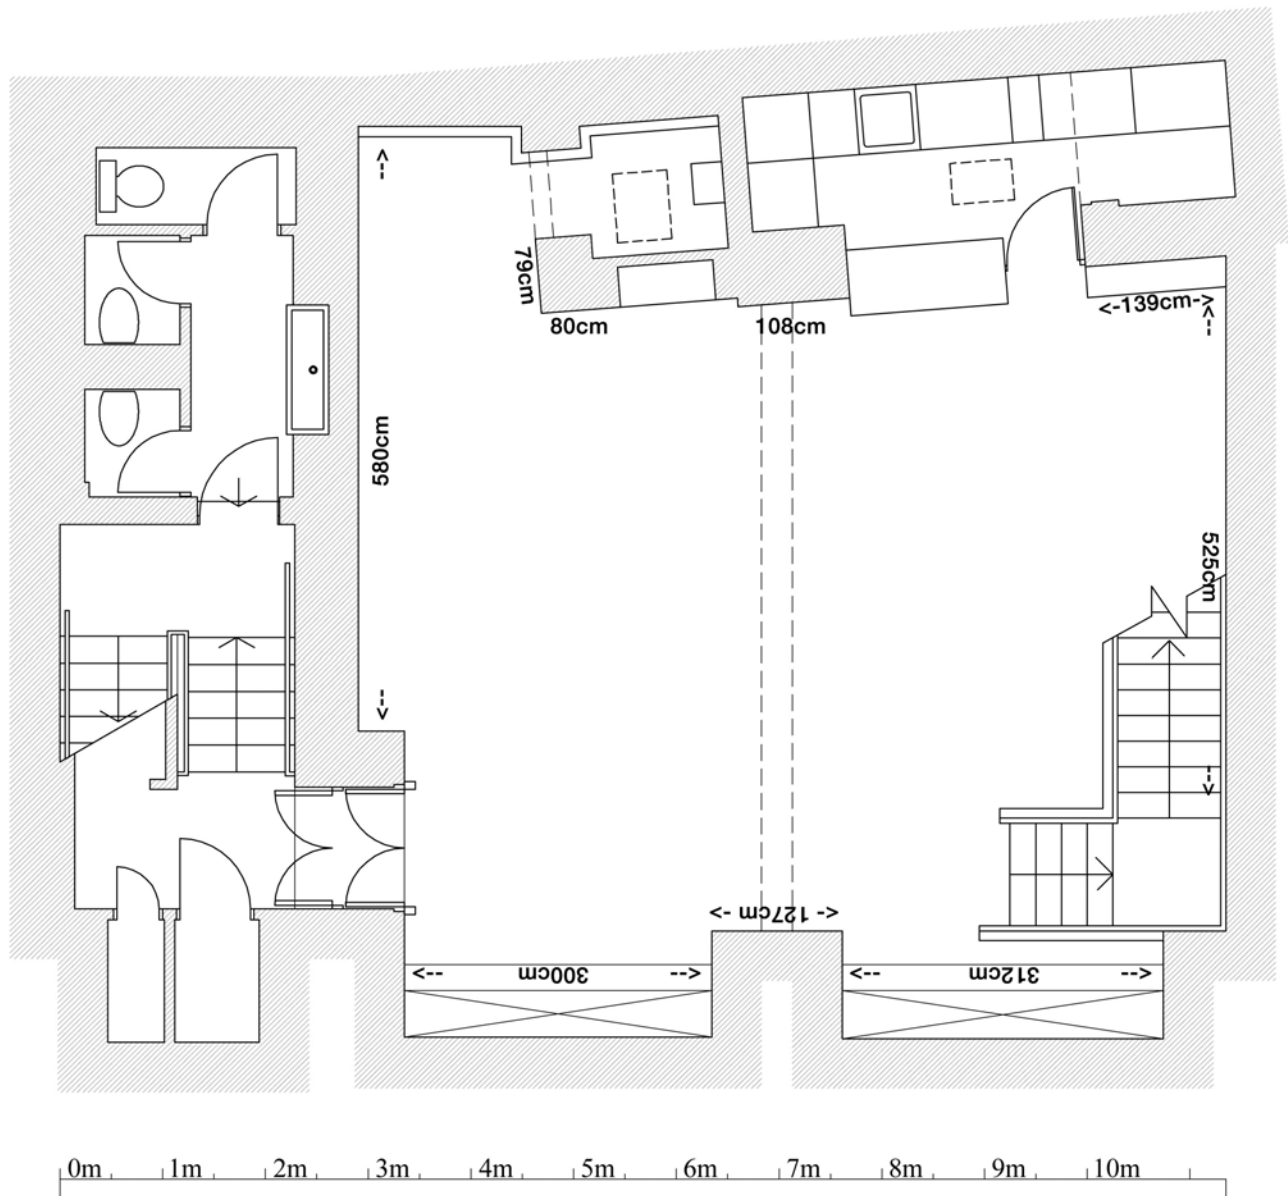 79cm
80cm
108cm
<-139cm->
<--
-->
580cm
<--
-->
525cm
<--
<- 127cm ->
<-- 300cm -->
<-- 312cm -->
0m 1m 2m 3m 4m 5m 6m 7m 8m 9m 10m